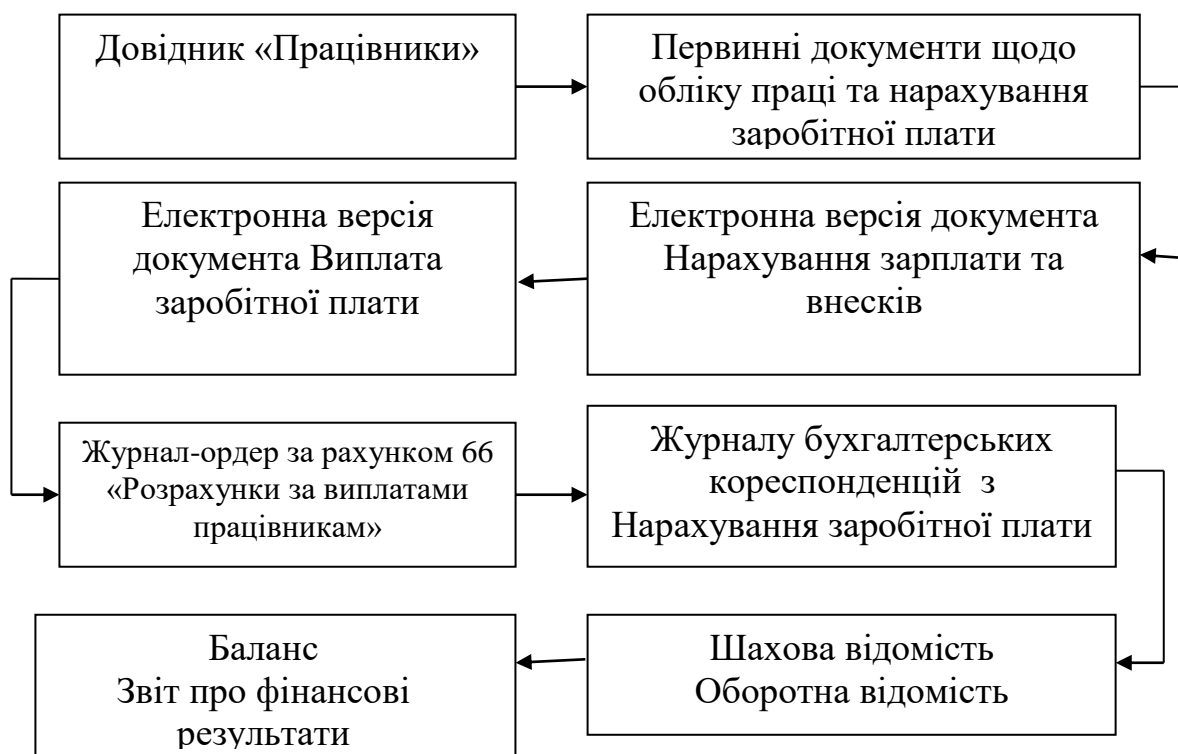 Довідник «Працівники»
Первинні документи щодо
обліку праці та нарахування
заробітної плати
Електронна версія документа
Нарахування зарплати та
внесків
Електронна версія
документа Виплата
заробітної плати
Журнал-ордер за рахунком 66
«Розрахунки за виплатами
працівникам»
Журналу бухгалтерських
кореспонденцій з
Нарахування заробітної плати
Шахова відомість
Оборотна відомість
Баланс
Звіт про фінансові
результати